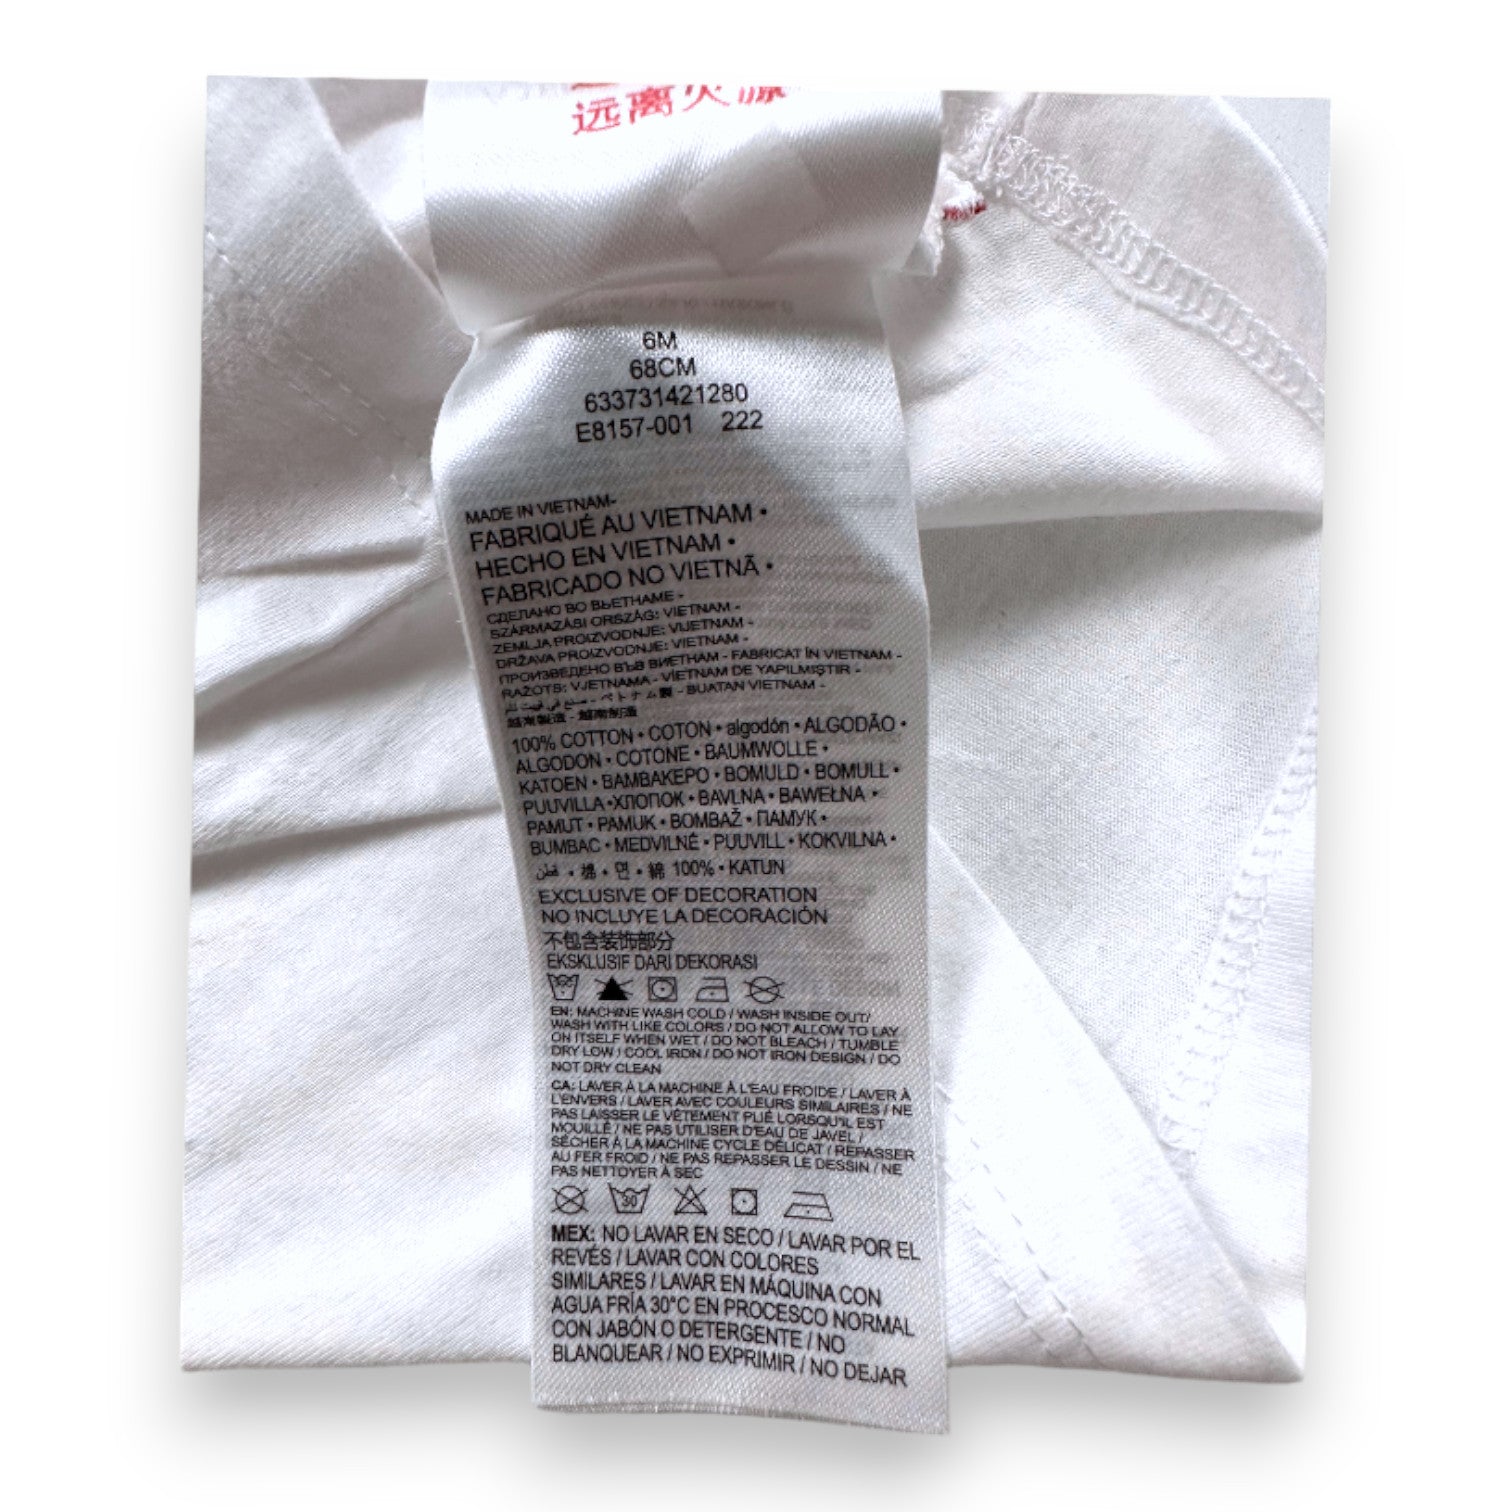 远离火源
6M
68CM
633731421280
E8157-001 222
MADE IN VIETNAM-
FABRIQUÉ AU VIETNAM •
HECHO EN VIETNAM •
FABRICADO NO VIETNÃ •
СДЕЛАНО ВО ВЬЕТНАМЕ -
SZÁRMAZÁSI ORSZÁG: VIETNAM -
ZEMLJA PROIZVODNJE: VIJETNAM -
DRŽAVA PROIZVODNJE: VIETNAM -
ПРОИЗВЕДЕНО ВЪВ ВИЕТНАМ - FABRICAT ÎN VIETNAM -
RAŽOTS: VJETNAMA - VİETNAM DE YAPILMIŞTIR -
صنع في فيت نام - ベトナム製 - BUATAN VIETNAM -
越南製造 - 越南制造
100% COTTON • COTON • algodón • ALGODÃO •
ALGODON • COTONE • BAUMWOLLE •
KATOEN • ΒΑΜΒΑΚΕΡΟ • BOMULD • BOMULL •
PUUVILLA •ХЛОПОК • BAVLNA • BAWEŁNA •
PAMUT • PAMUK • BOMBAŽ • ПАМУК •
BUMBAC • MEDVILNĖ • PUUVILL • KOKVILNA •
قطن • 棉 • 면 • 綿 100% • KATUN
EXCLUSIVE OF DECORATION
NO INCLUYE LA DECORACIÓN
不包含装饰部分
EKSKLUSIF DARI DEKORASI
EN: MACHINE WASH COLD / WASH INSIDE OUT/
WASH WITH LIKE COLORS / DO NOT ALLOW TO LAY
ON ITSELF WHEN WET / DO NOT BLEACH / TUMBLE
DRY LOW / COOL IRON / DO NOT IRON DESIGN / DO
NOT DRY CLEAN
CA: LAVER À LA MACHINE À L'EAU FROIDE / LAVER À
L'ENVERS / LAVER AVEC COULEURS SIMILAIRES / NE
PAS LAISSER LE VÊTEMENT PLIÉ LORSQU'IL EST
MOUILLÉ / NE PAS UTILISER D'EAU DE JAVEL /
SÉCHER À LA MACHINE CYCLE DÉLICAT / REPASSER
AU FER FROID / NE PAS REPASSER LE DESSIN / NE
PAS NETTOYER À SEC
30
MEX: NO LAVAR EN SECO / LAVAR POR EL
REVÉS / LAVAR CON COLORES
SIMILARES / LAVAR EN MÁQUINA CON
AGUA FRÍA 30°C EN PROCESCO NORMAL
CON JABÓN O DETERGENTE / NO
BLANQUEAR / NO EXPRIMIR / NO DEJAR